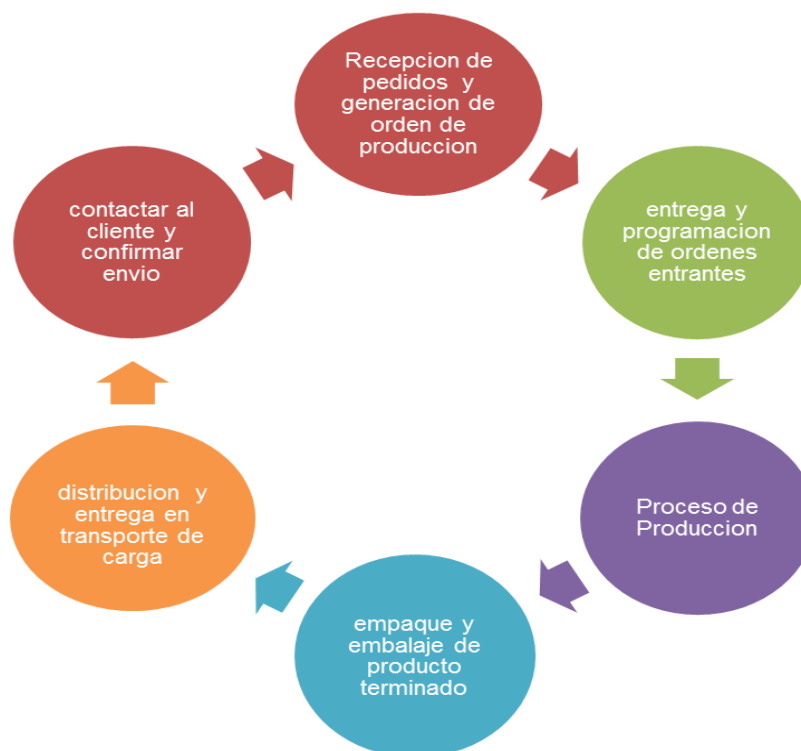 Recepcion de
pedidos y
generacion de
orden de
produccion
entrega y
programacion
de ordenes
entrantes
Proceso de
Produccion
empaque y
embalaje de
producto
terminado
distribucion y
entrega en
transporte de
carga
contactar al
cliente y
confirmar
envio